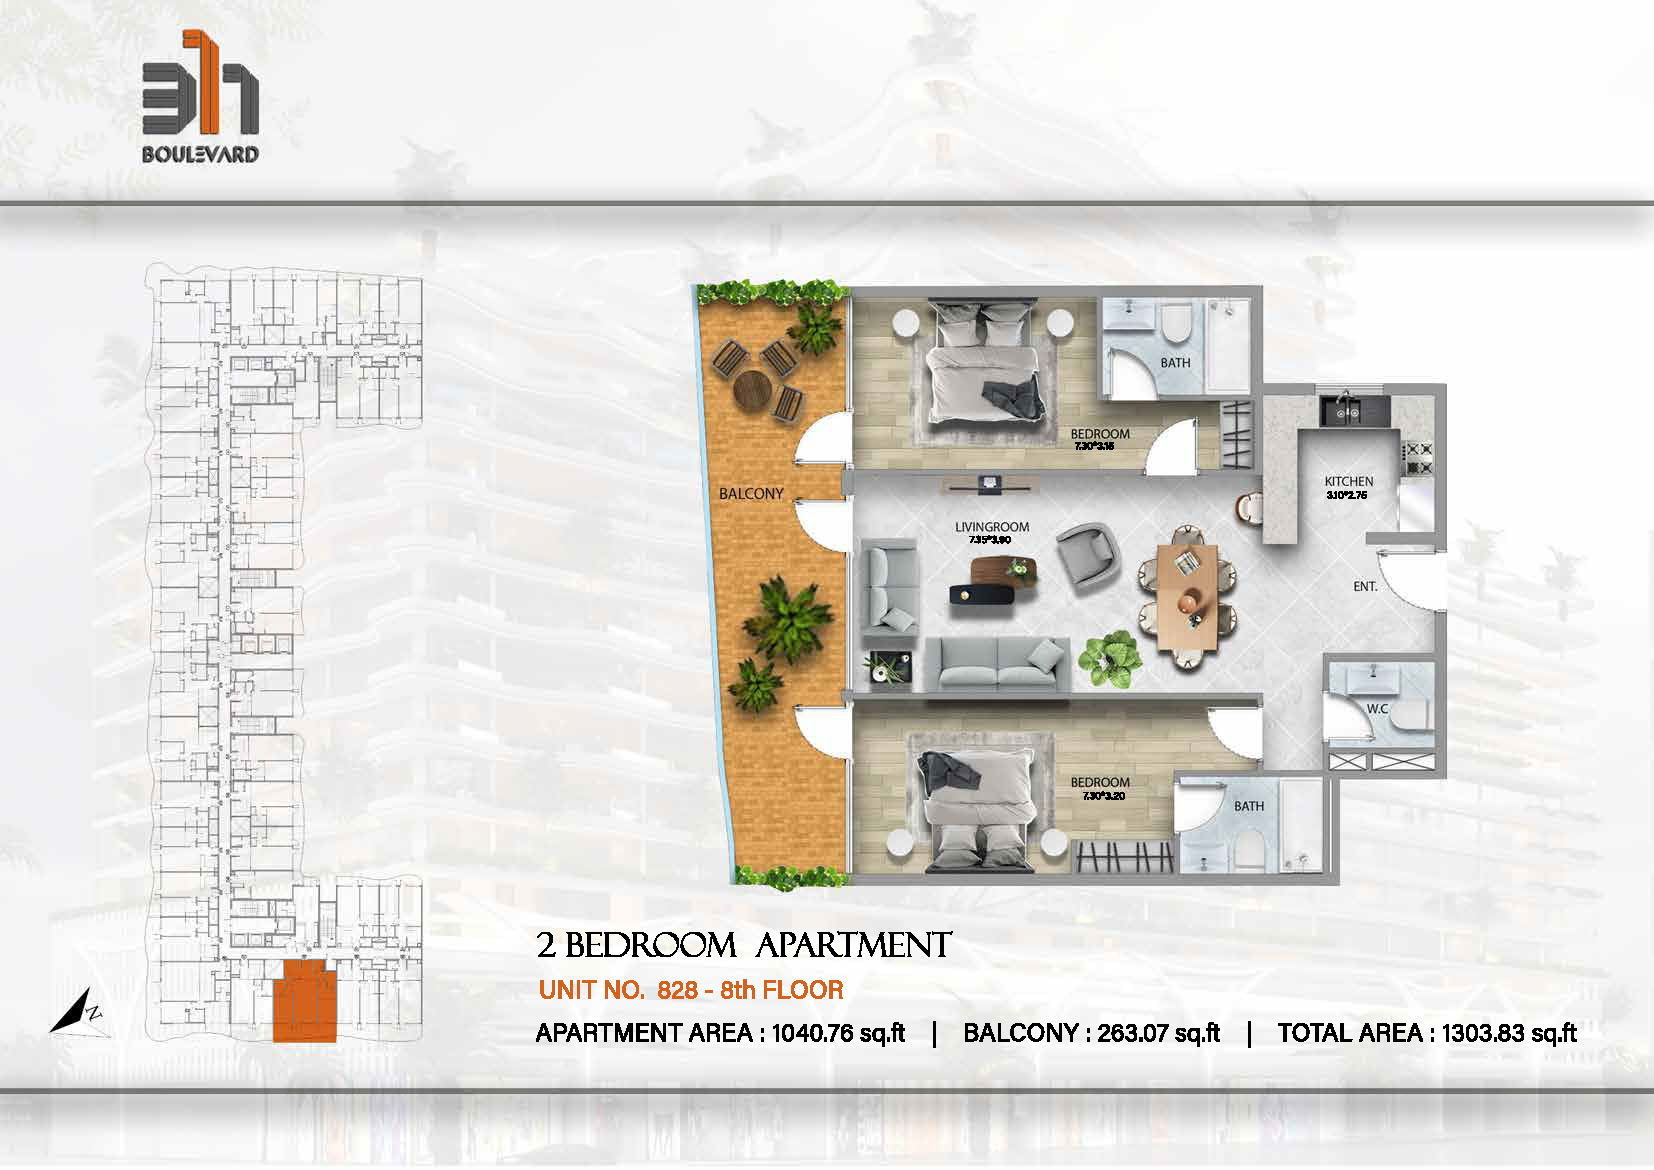 311
BOULEVARD
BATH
BEDROOM
7.30*3.15
BALCONY
KITCHEN
3.10*2.75
LIVINGROOM
7.35*3.90
ENT.
W.C
BEDROOM
7.30*3.20
BATH
N
2 BEDROOM APARTMENT
UNIT NO. 828 - 8th FLOOR
APARTMENT AREA : 1040.76 sq.ft | BALCONY : 263.07 sq.ft | TOTAL AREA : 1303.83 sq.ft